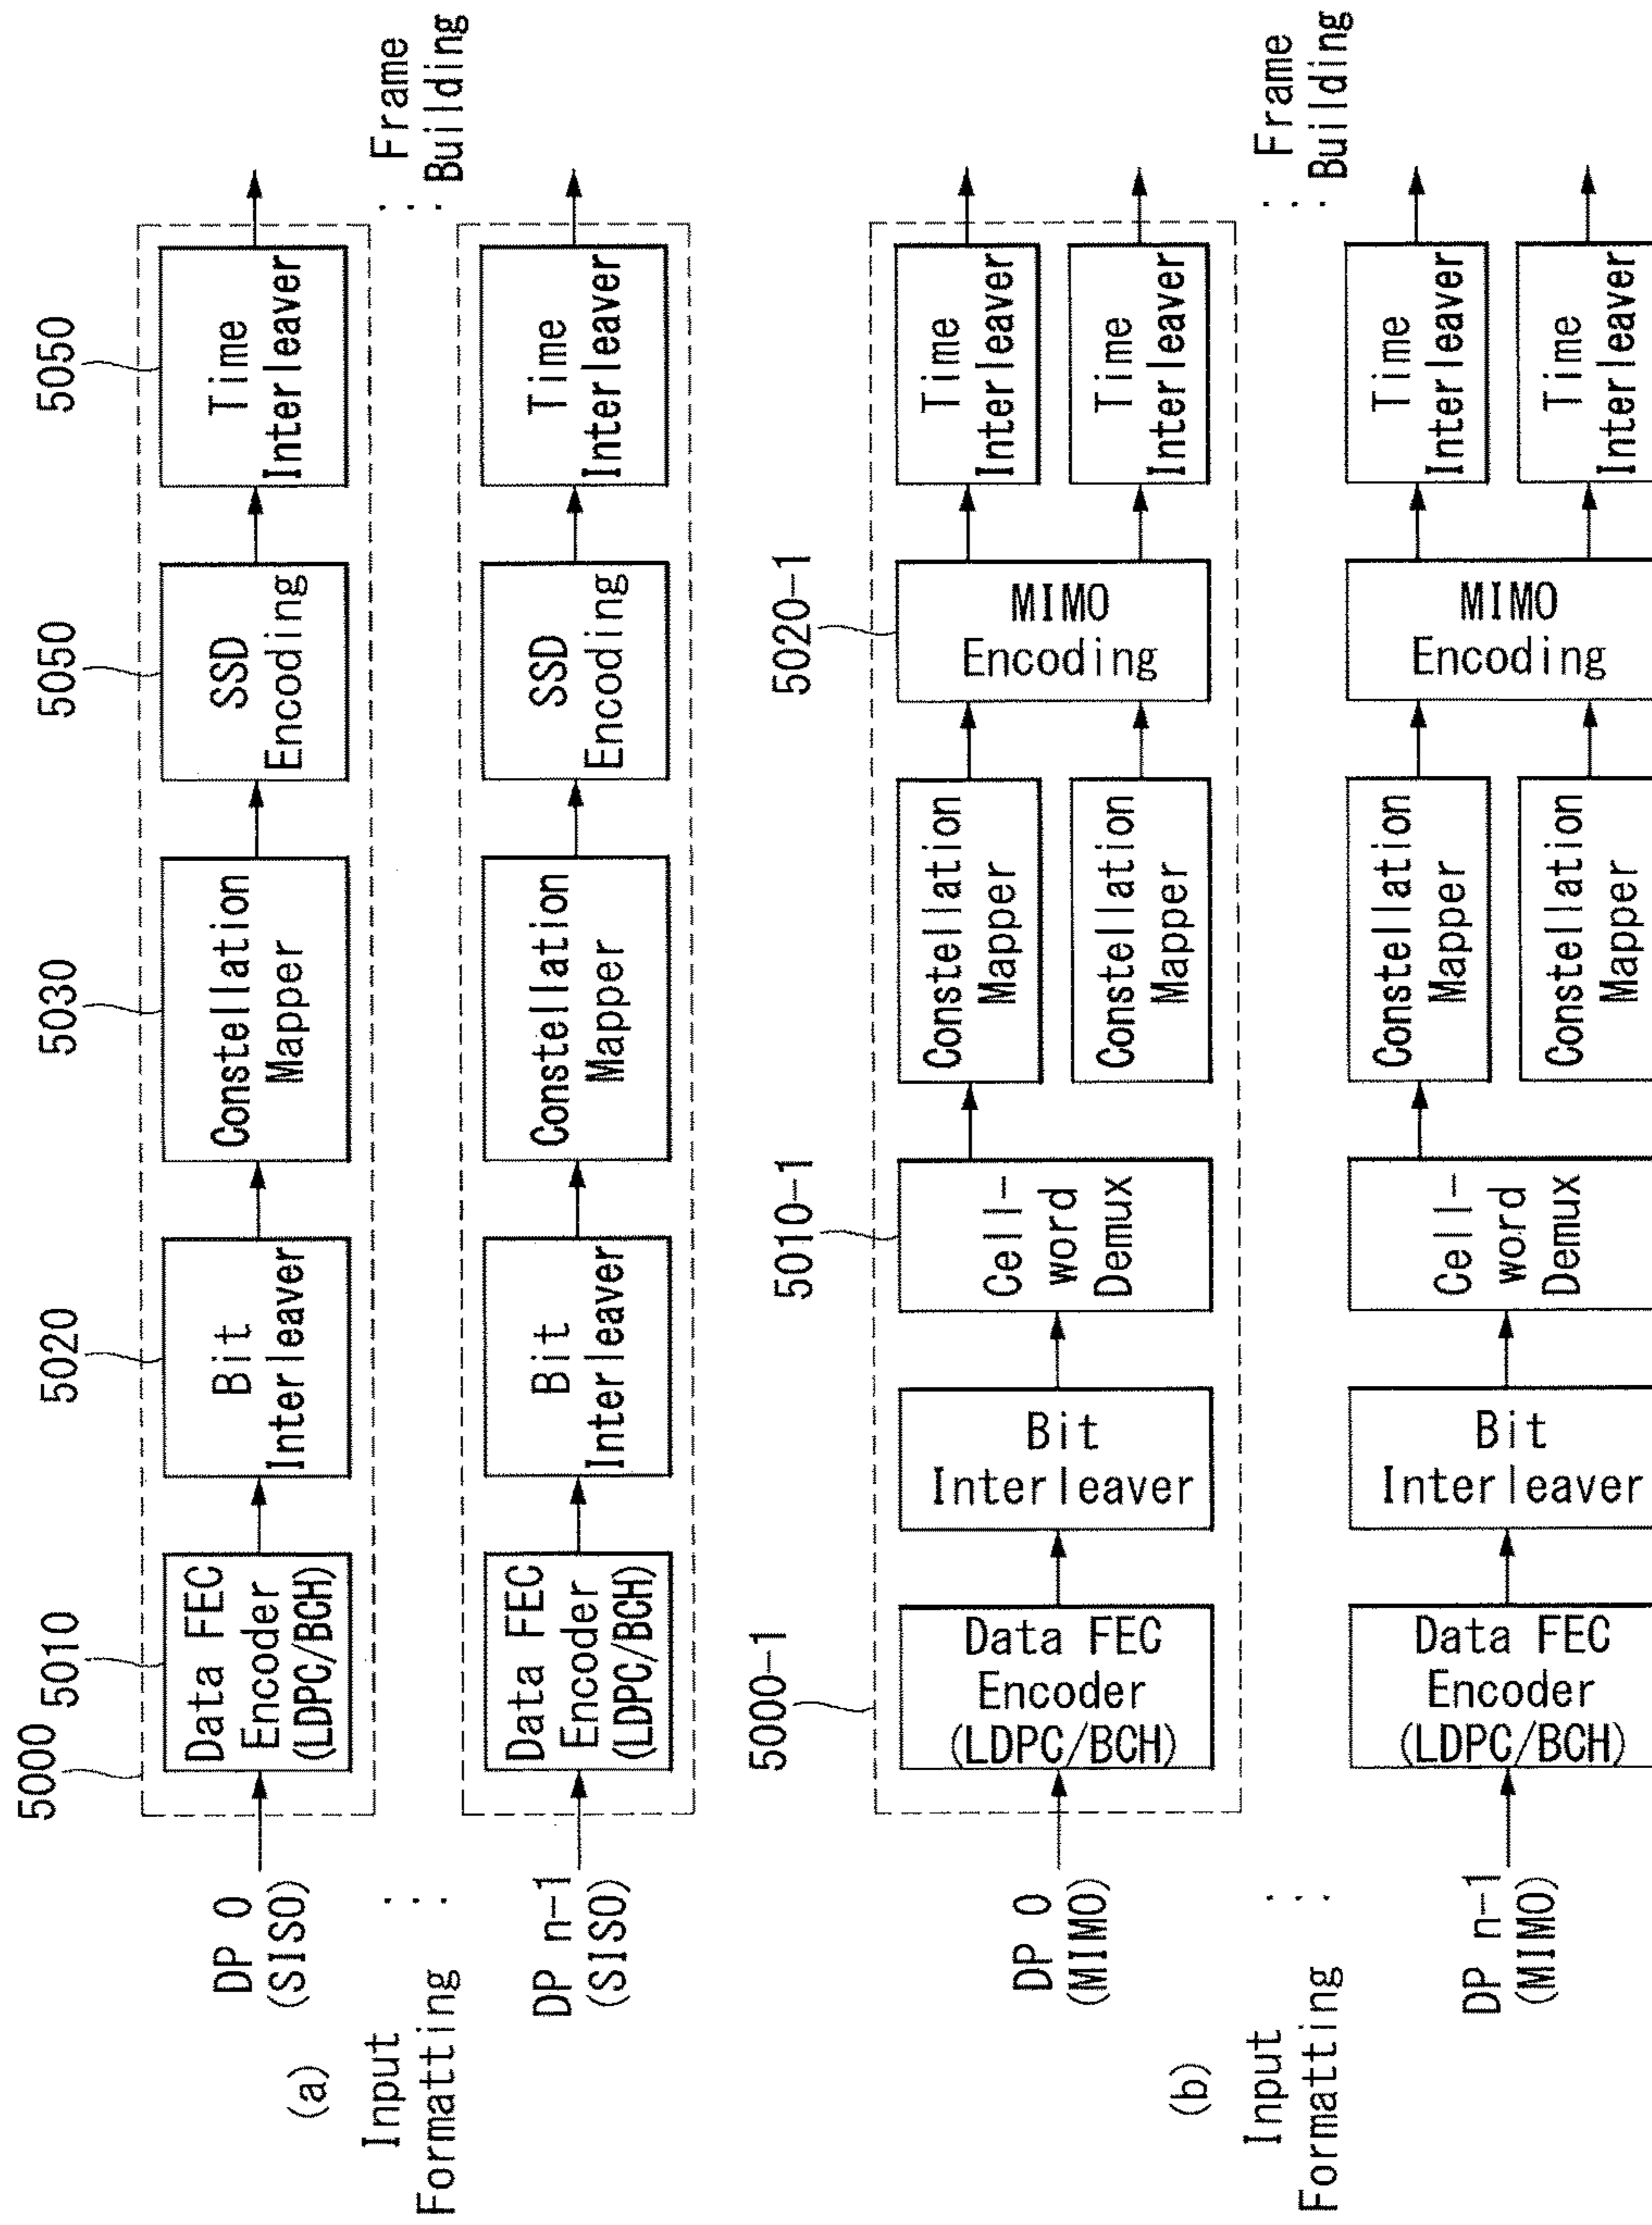 (a)
Input
Formatting
DP 0
(SISO)
DP n-1
(SISO)
5000
5010
Data FEC
Encoder
(LDPC/BCH)
5020
Bit
Interleaver
5030
Constellation
Mapper
5050
SSD
Encoding
5050
Time
Interleaver
Data FEC
Encoder
(LDPC/BCH)
Bit
Interleaver
Constellation
Mapper
SSD
Encoding
Time
Interleaver
Frame
Building
(b)
Input
Formatting
DP 0
(MIMO)
DP n-1
(MIMO)
5000-1
Data FEC
Encoder
(LDPC/BCH)
Bit
Interleaver
5010-1
Cell-
word
Demux
Constellation
Mapper
Constellation
Mapper
5020-1
MIMO
Encoding
Time
Interleaver
Time
Interleaver
Data FEC
Encoder
(LDPC/BCH)
Bit
Interleaver
Cell-
word
Demux
Constellation
Mapper
Constellation
Mapper
MIMO
Encoding
Time
Interleaver
Time
Interleaver
Frame
Building